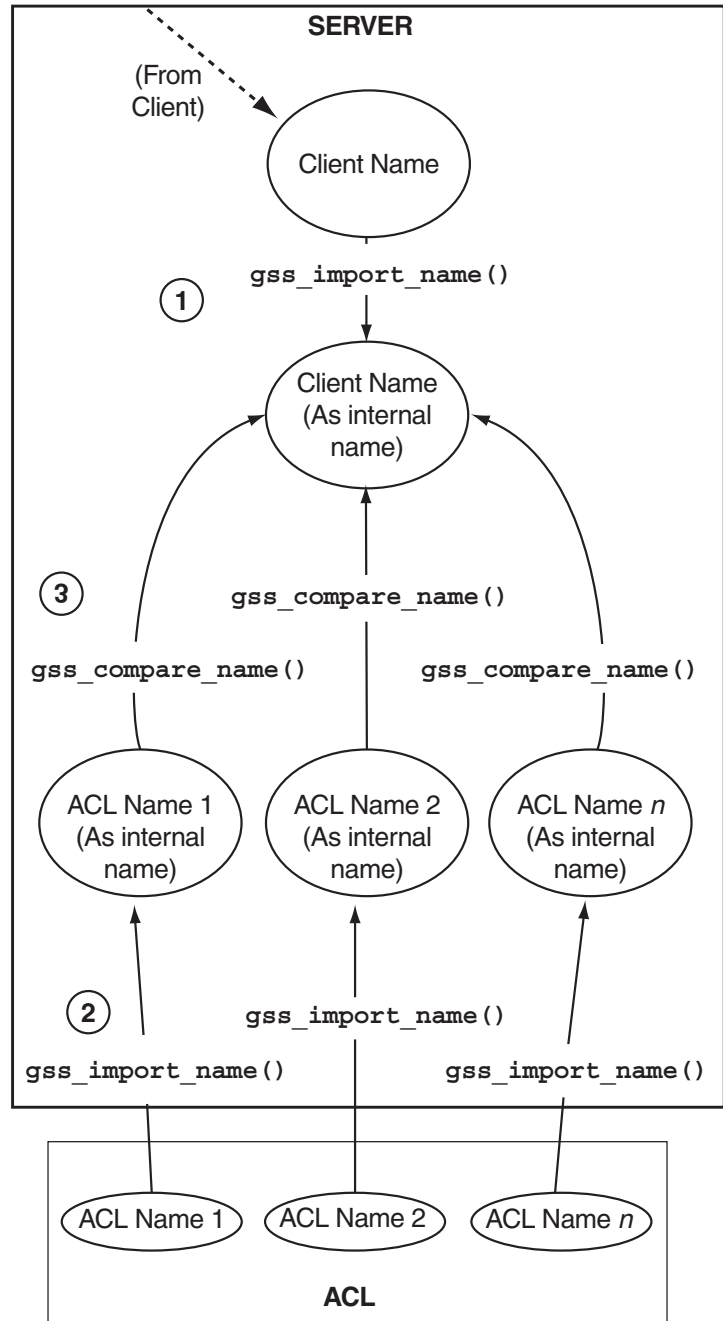 SERVER
(From
Client)
Client Name
gss_import_name()
1
Client Name
(As internal
name)
3
gss_compare_name()
gss_compare_name()
gss_compare_name()
ACL Name 1
(As internal
name)
ACL Name 2
(As internal
name)
ACL Name n
(As internal
name)
2
gss_import_name()
gss_import_name()
gss_import_name()
ACL Name 1
ACL Name 2
ACL Name n
ACL